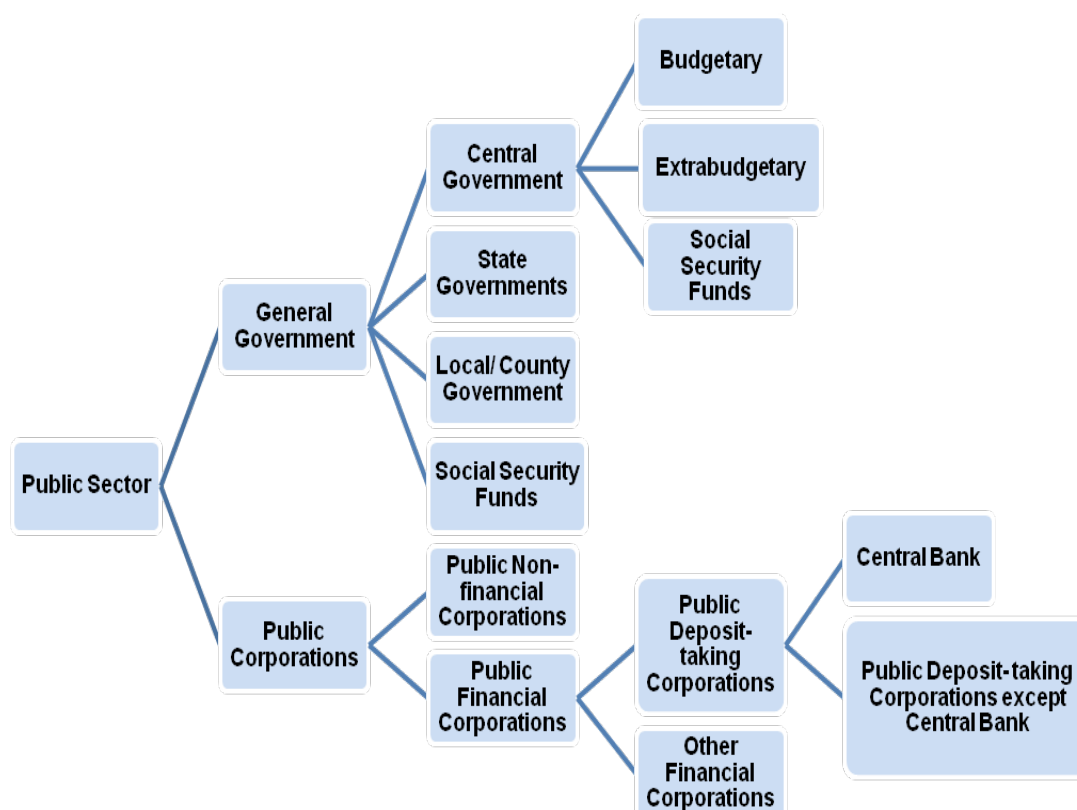 Budgetary
Central
Government
Extrabudgetary
Social
Security
Funds
State
Governments
General
Government
Local/ County
Government
Public Sector
Social Security
Funds
Public Non-
financial
Corporations
Public
Corporations
Public
Financial
Corporations
Public
Deposit-
taking
Corporations
Central Bank
Public Deposit- taking
Corporations except
Central Bank
Other
Financial
Corporations